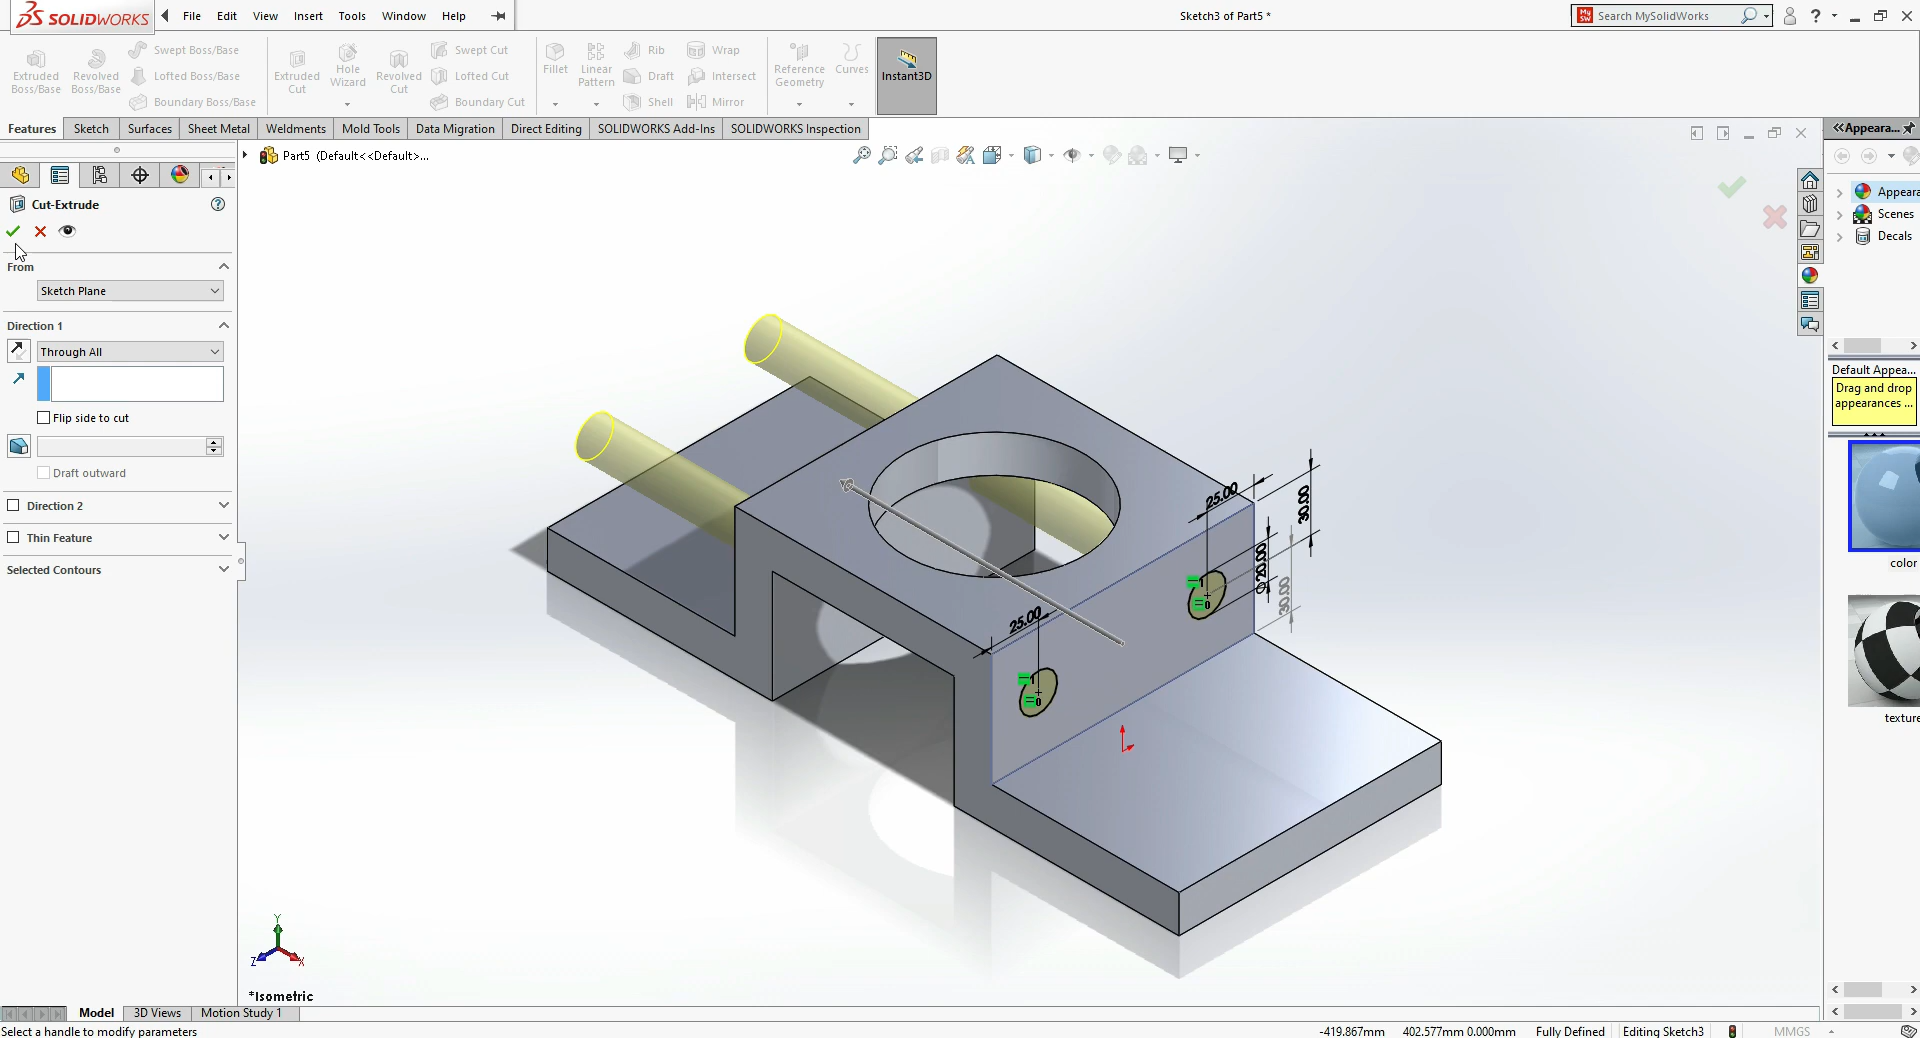 SOLIDWORKS File Edit View Insert Tools Window Help Sketch3 of Part5 * Search MySolidWorks
Extruded Boss/Base Revolved Boss/Base Swept Boss/Base Lofted Boss/Base Boundary Boss/Base Extruded Cut Hole Wizard Revolved Cut Swept Cut Lofted Cut Boundary Cut Fillet Linear Pattern Rib Draft Shell Wrap Intersect Mirror Reference Geometry Curves Instant3D
Features Sketch Surfaces Sheet Metal Weldments Mold Tools Data Migration Direct Editing SOLIDWORKS Add-Ins SOLIDWORKS Inspection
Part5 (Default<<Default>...
Cut-Extrude
From
Sketch Plane
Direction 1
Through All
Flip side to cut
Draft outward
Direction 2
Thin Feature
Selected Contours
25.00
30.00
Ø20.00
30.00
25.00
Y
Z X
*Isometric
Appeara...
Appeara
Scenes
Decals
Default Appea...
Drag and drop
appearances ...
color
texture
Model 3D Views Motion Study 1
Select a handle to modify parameters -419.867mm 402.577mm 0.000mm Fully Defined Editing Sketch3 MMGS